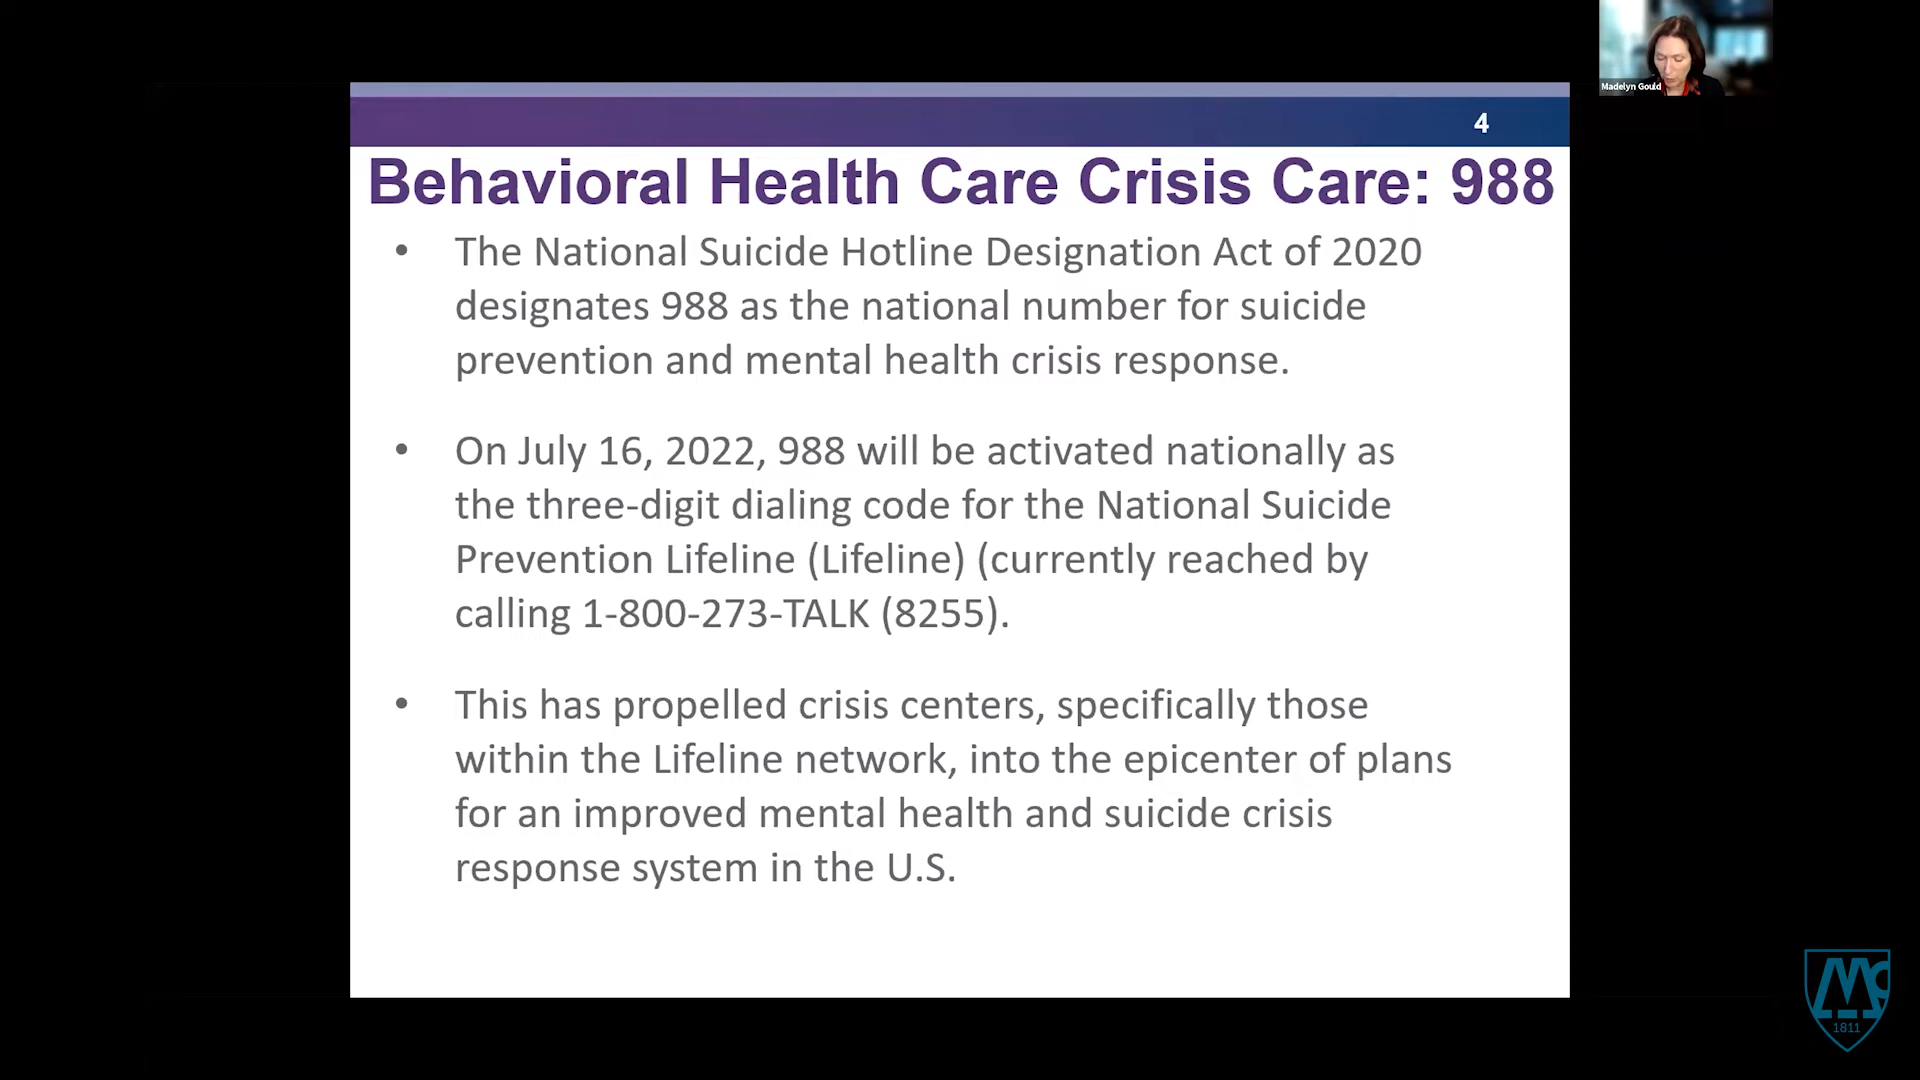 Madelyn Gould
4
Behavioral Health Care Crisis Care: 988
• The National Suicide Hotline Designation Act of 2020
designates 988 as the national number for suicide
prevention and mental health crisis response.
• On July 16, 2022, 988 will be activated nationally as
the three-digit dialing code for the National Suicide
Prevention Lifeline (Lifeline) (currently reached by
calling 1-800-273-TALK (8255).
• This has propelled crisis centers, specifically those
within the Lifeline network, into the epicenter of plans
for an improved mental health and suicide crisis
response system in the U.S.
Mc
1811